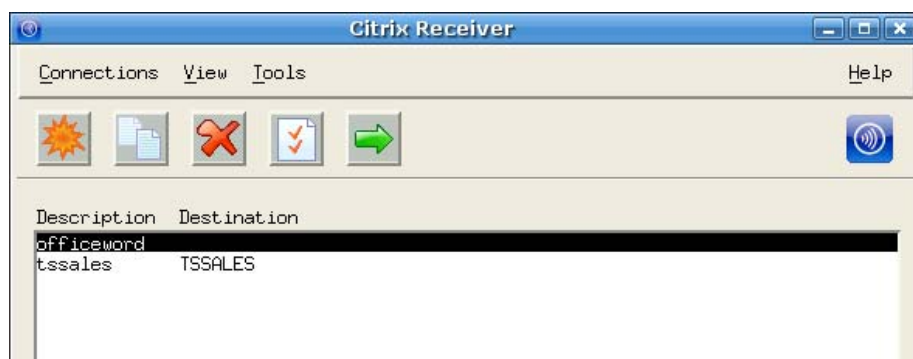 Citrix Receiver
Connections View Tools Help
Description Destination
officeword
tssales TSSALES